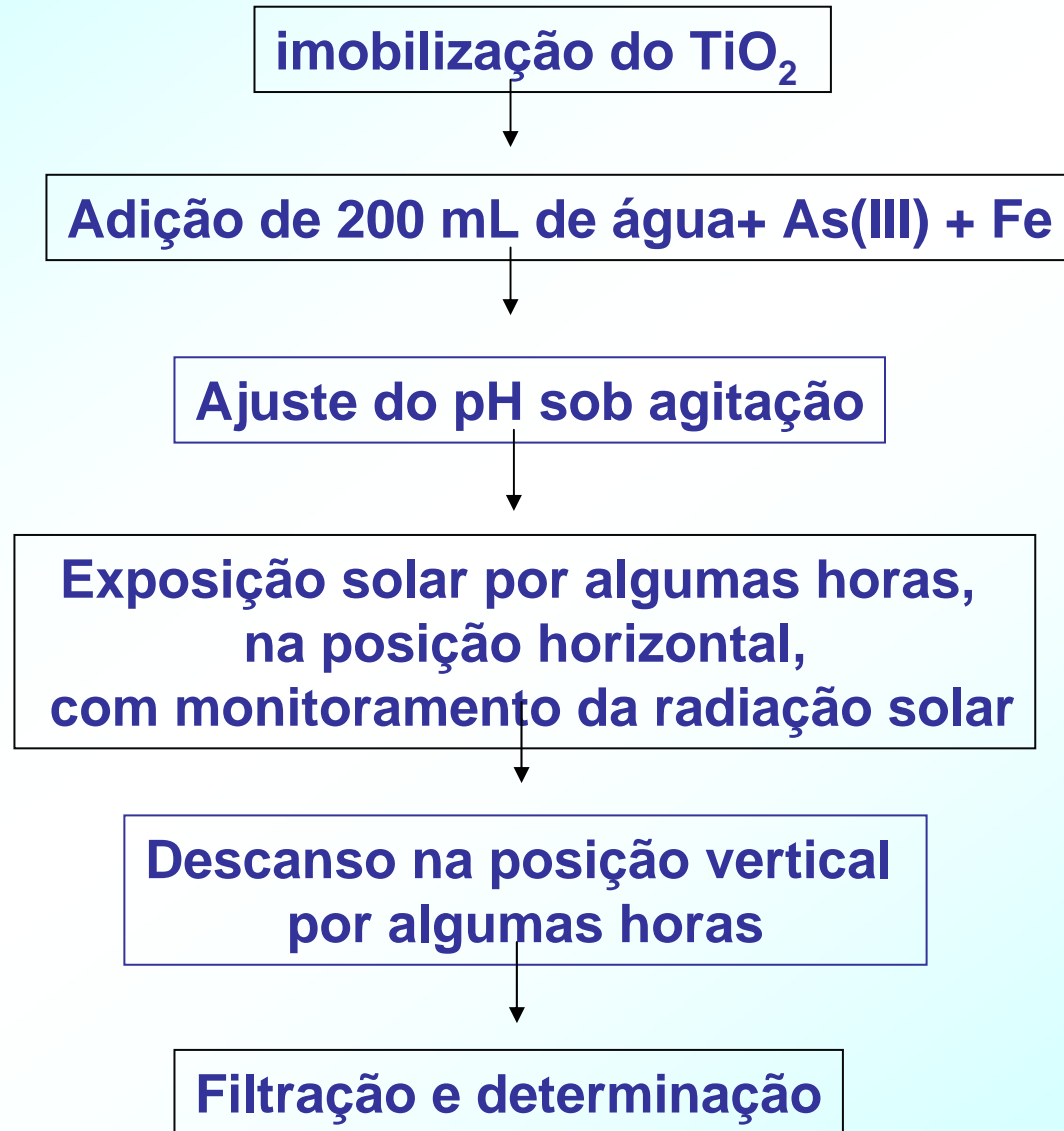 imobilização do TiO₂
Adição de 200 mL de água+ As(III) + Fe
Ajuste do pH sob agitação
Exposição solar por algumas horas,
na posição horizontal,
com monitoramento da radiação solar
Descanso na posição vertical
por algumas horas
Filtração e determinação